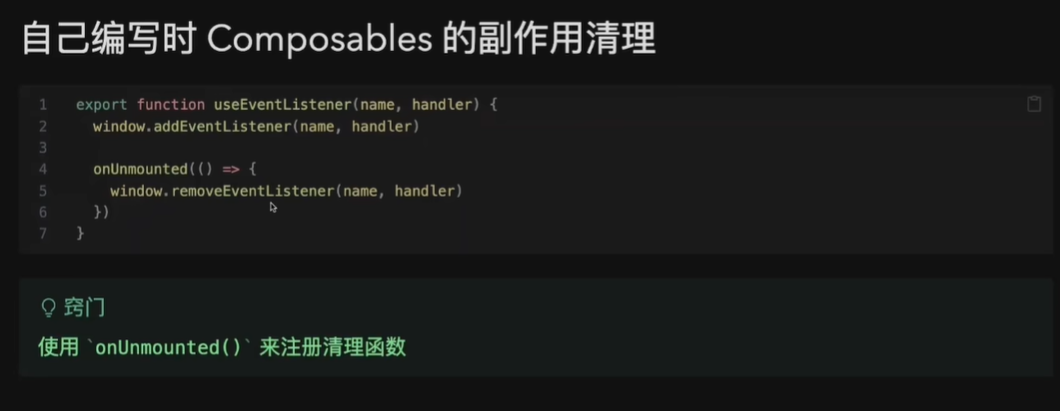 自己编写时 Composables 的副作用清理
1 export function useEventListener(name, handler) {
2 window.addEventListener(name, handler)
3
4 onUnmounted(() => {
5 window.removeEventListener(name, handler)
6 })
7 }
窍门
使用 `onUnmounted()` 来注册清理函数